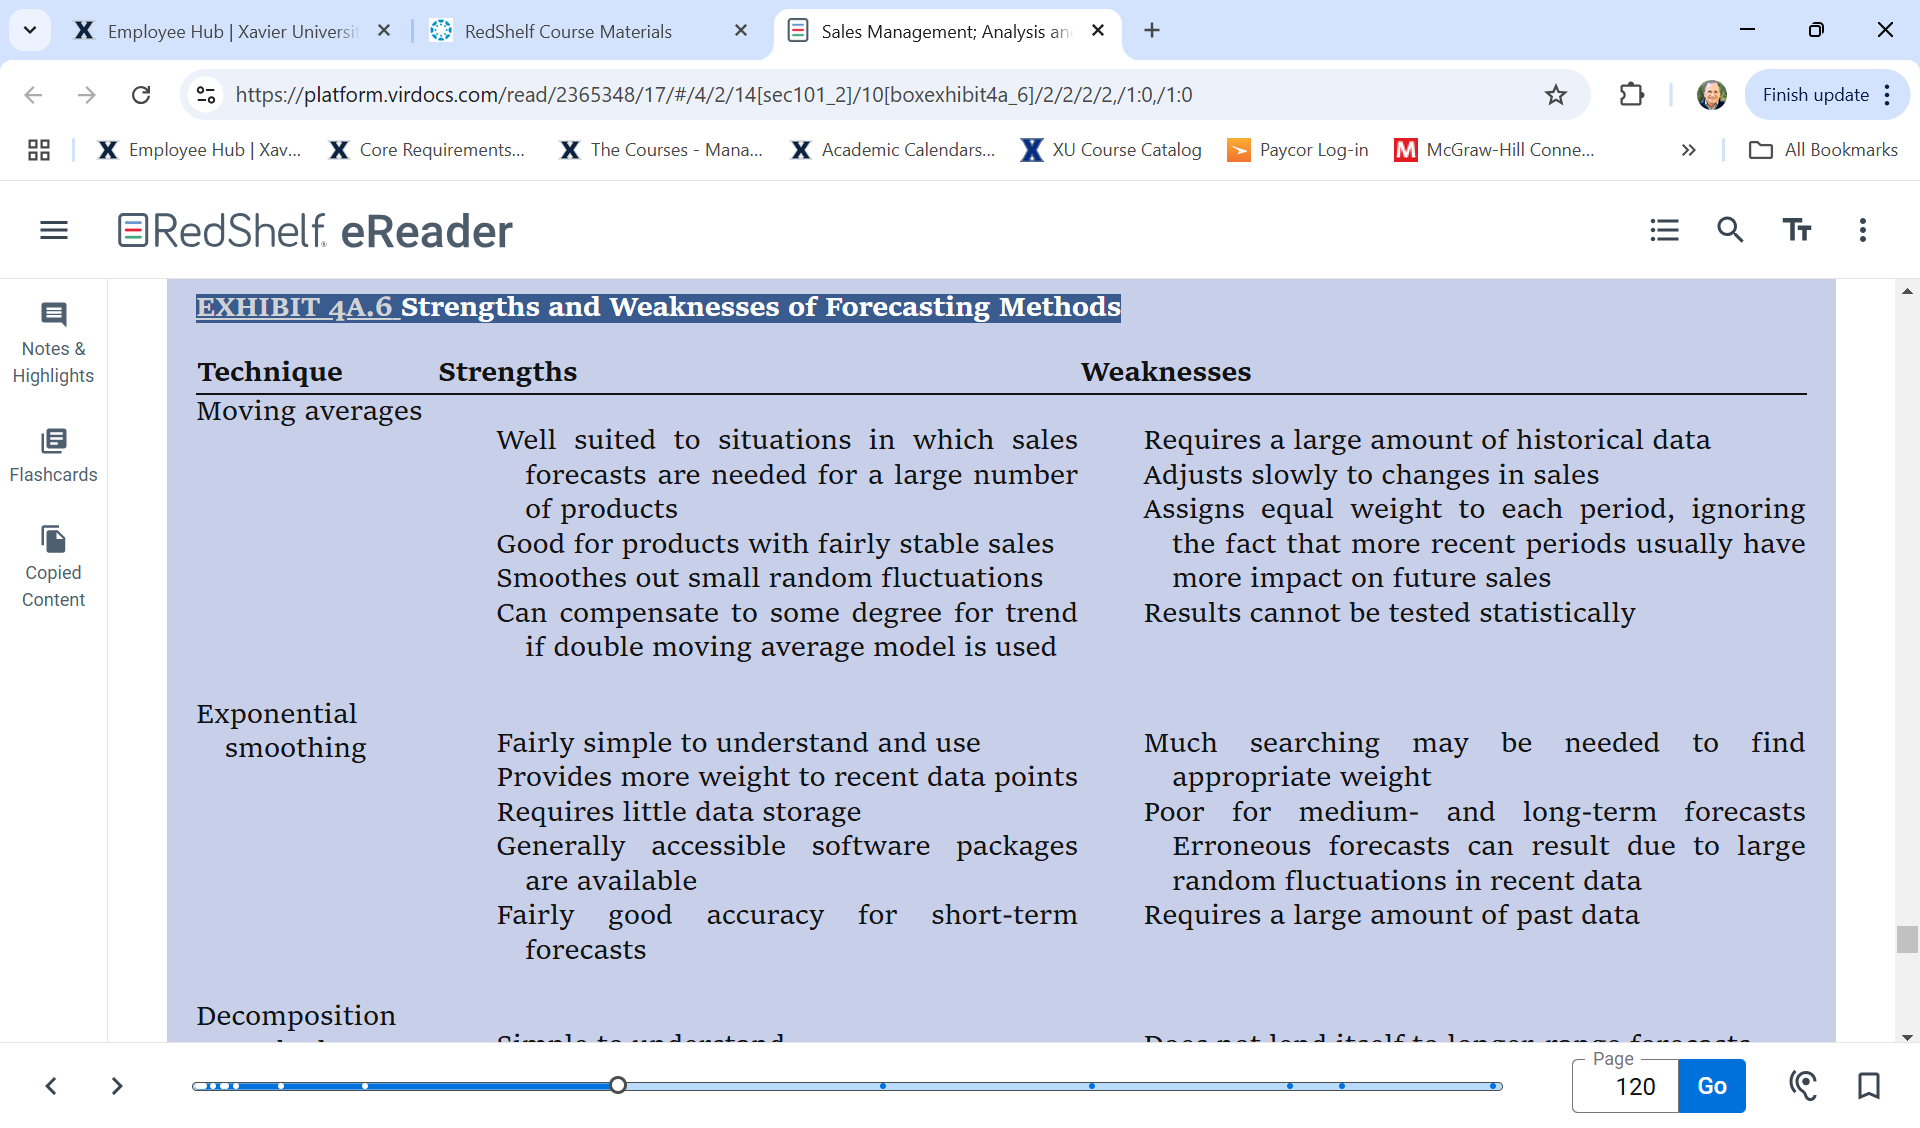 Employee Hub | Xavier Universit
RedShelf Course Materials
Sales Management; Analysis an
https://platform.virdocs.com/read/2365348/17/#/4/2/14[sec101_2]/10[boxexhibit4a_6]/2/2/2/2,/1:0,/1:0
Finish update
Employee Hub | Xav...
Core Requirements...
The Courses - Mana...
Academic Calendars...
XU Course Catalog
Paycor Log-in
McGraw-Hill Conne...
All Bookmarks
RedShelf eReader
Notes &
Highlights
Flashcards
Copied
Content
EXHIBIT 4A.6 Strengths and Weaknesses of Forecasting Methods
Technique Strengths Weaknesses
Moving averages
Well suited to situations in which sales
forecasts are needed for a large number
of products
Good for products with fairly stable sales
Smoothes out small random fluctuations
Can compensate to some degree for trend
if double moving average model is used
Requires a large amount of historical data
Adjusts slowly to changes in sales
Assigns equal weight to each period, ignoring
the fact that more recent periods usually have
more impact on future sales
Results cannot be tested statistically
Exponential
smoothing
Fairly simple to understand and use
Provides more weight to recent data points
Requires little data storage
Generally accessible software packages
are available
Fairly good accuracy for short-term
forecasts
Much searching may be needed to find
appropriate weight
Poor for medium- and long-term forecasts
Erroneous forecasts can result due to large
random fluctuations in recent data
Requires a large amount of past data
Decomposition
Simple to understand
Does not lend itself to longer-range forecasts
Page
120
Go